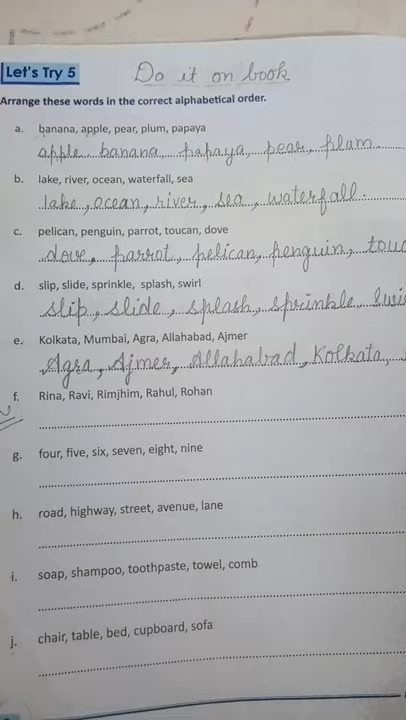 Let's Try 5
Do it on book
Arrange these words in the correct alphabetical order.
a. banana, apple, pear, plum, papaya
apple, banana, papaya, pear, plum
b. lake, river, ocean, waterfall, sea
lake, ocean, river, sea, waterfall.
c. pelican, penguin, parrot, toucan, dove
dove, parrot, pelican, penguin, touc
d. slip, slide, sprinkle, splash, swirl
slip, slide, splash, sprinkle, swi
e. Kolkata, Mumbai, Agra, Allahabad, Ajmer
Agra, Ajmer, Allahabad, Kolkata,
f. Rina, Ravi, Rimjhim, Rahul, Rohan
g. four, five, six, seven, eight, nine
h. road, highway, street, avenue, lane
i. soap, shampoo, toothpaste, towel, comb
j. chair, table, bed, cupboard, sofa